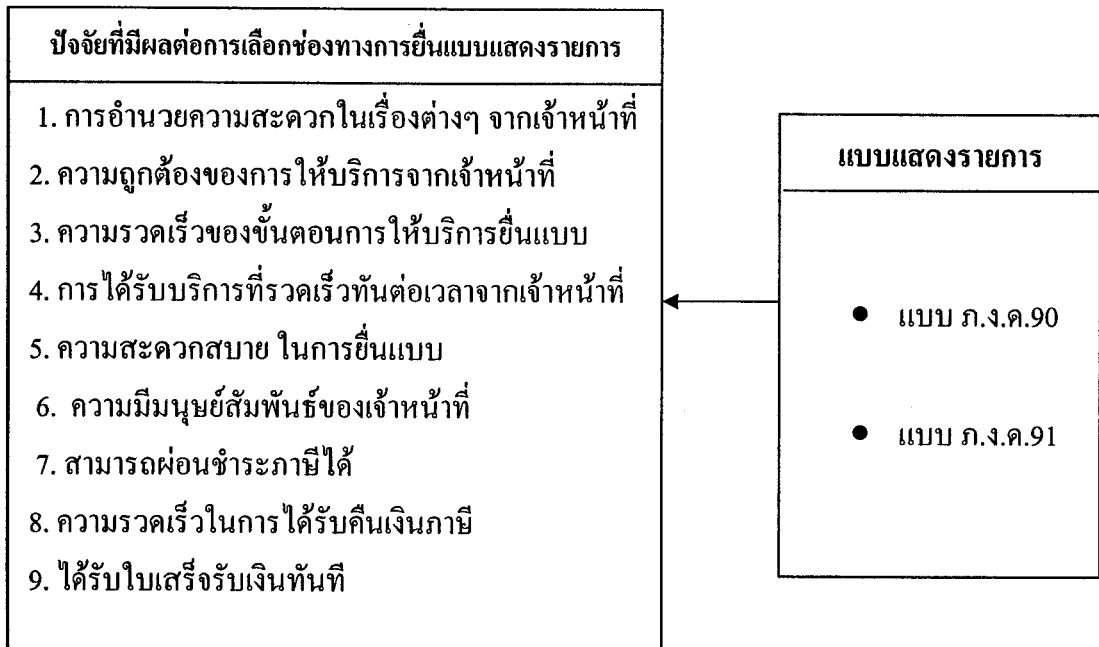 ปัจจัยที่มีผลต่อการเลือกช่องทางการยื่นแบบแสดงรายการ
1. การอำนวยความสะดวกในเรื่องต่างๆ จากเจ้าหน้าที่
2. ความถูกต้องของการให้บริการจากเจ้าหน้าที่
3. ความรวดเร็วของขั้นตอนการให้บริการยื่นแบบ
4. การได้รับบริการที่รวดเร็วทันต่อเวลาจากเจ้าหน้าที่
5. ความสะดวกสบาย ในการยื่นแบบ
6. ความมีมนุษย์สัมพันธ์ของเจ้าหน้าที่
7. สามารถผ่อนชำระภาษีได้
8. ความรวดเร็วในการได้รับคืนเงินภาษี
9. ได้รับใบเสร็จรับเงินทันที
แบบแสดงรายการ
● แบบ ภ.ง.ด.90
● แบบ ภ.ง.ด.91